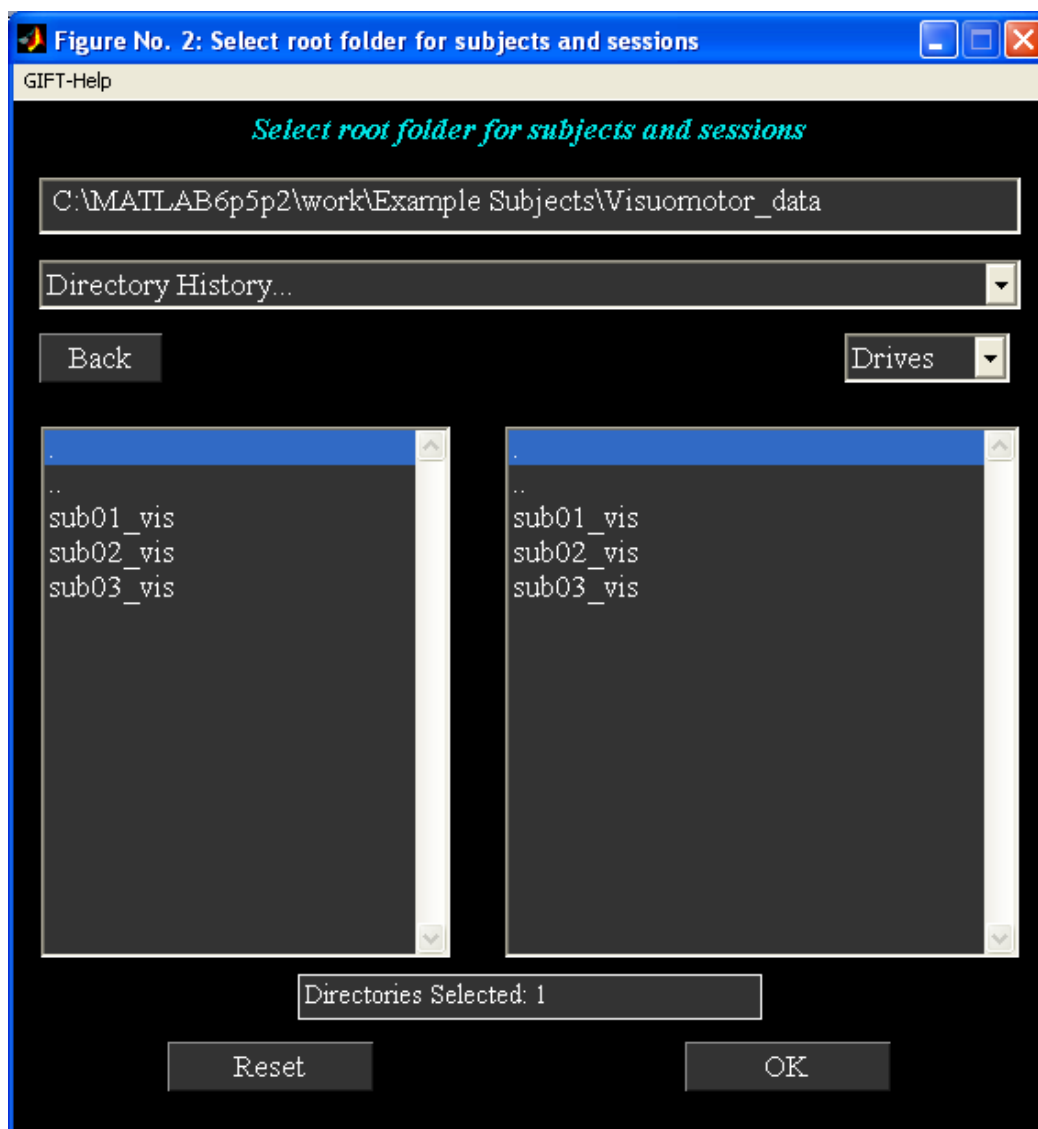 Figure No. 2: Select root folder for subjects and sessions
GIFT-Help
Select root folder for subjects and sessions
C:\MATLAB6p5p2\work\Example Subjects\Visuomotor_data
Directory History...
Back
Drives
.
..
sub01_vis
sub02_vis
sub03_vis
.
..
sub01_vis
sub02_vis
sub03_vis
Directories Selected: 1
Reset
OK